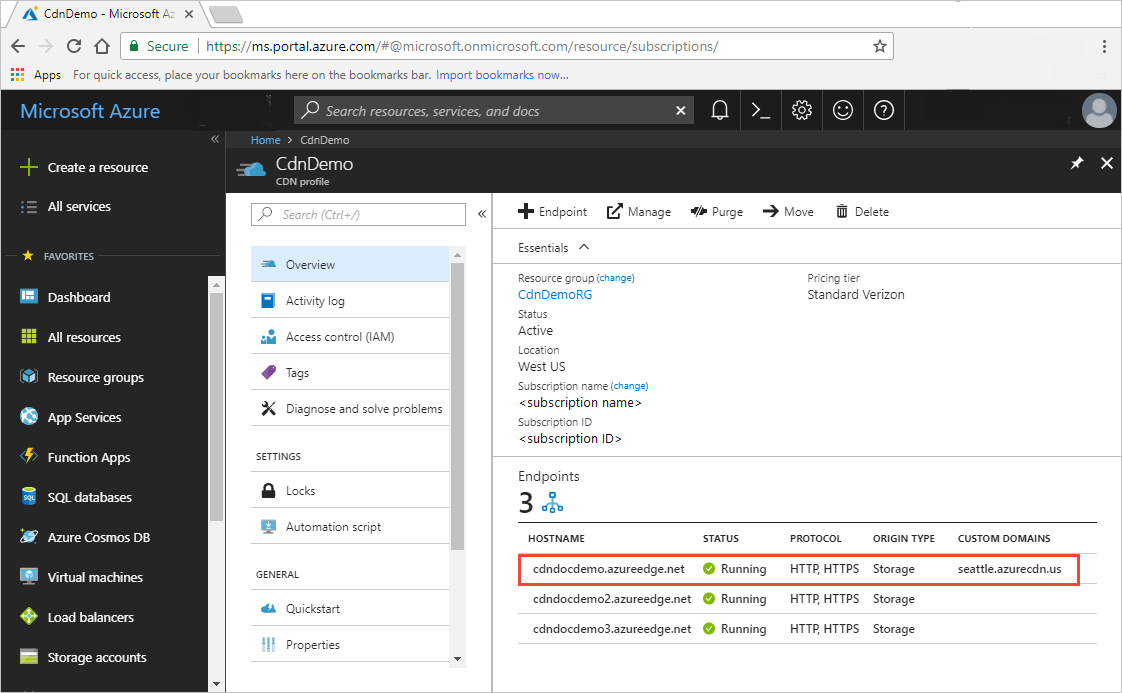 CdnDemo - Microsoft Az
Secure https://ms.portal.azure.com/#@microsoft.onmicrosoft.com/resource/subscriptions/
Apps For quick access, place your bookmarks here on the bookmarks bar. Import bookmarks now...
Microsoft Azure
Search resources, services, and docs
Home > CdnDemo
CdnDemo
CDN profile
Create a resource
All services
FAVORITES
Dashboard
All resources
Resource groups
App Services
Function Apps
SQL databases
Azure Cosmos DB
Virtual machines
Load balancers
Storage accounts
Search (Ctrl+/)
Overview
Activity log
Access control (IAM)
Tags
Diagnose and solve problems
SETTINGS
Locks
Automation script
GENERAL
Quickstart
Properties
Endpoint Manage Purge Move Delete
Essentials
Resource group (change)
CdnDemoRG
Status
Active
Location
West US
Subscription name (change)
<subscription name>
Subscription ID
<subscription ID>
Pricing tier
Standard Verizon
Endpoints
3
HOSTNAME STATUS PROTOCOL ORIGIN TYPE CUSTOM DOMAINS
cdndocdemo.azureedge.net Running HTTP, HTTPS Storage seattle.azurecdn.us
cdndocdemo2.azureedge.net Running HTTP, HTTPS Storage
cdndocdemo3.azureedge.net Running HTTP, HTTPS Storage